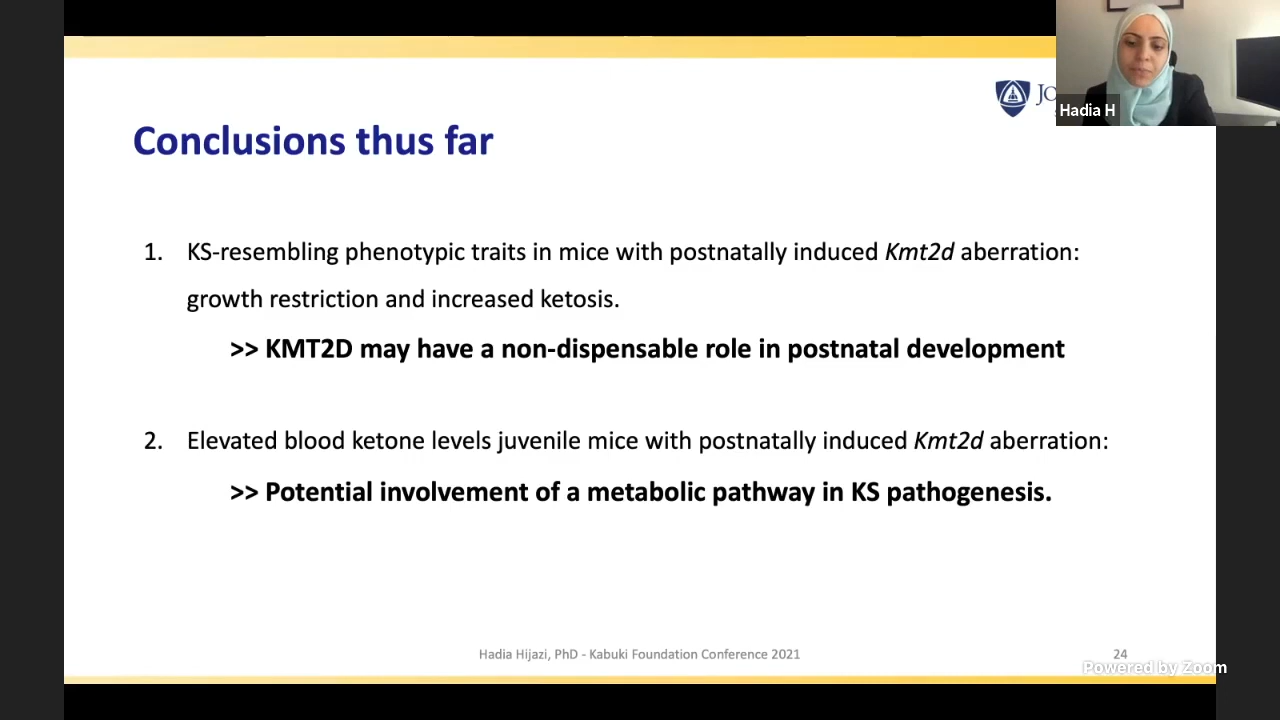 Hadia H
Conclusions thus far
1. KS-resembling phenotypic traits in mice with postnatally induced Kmt2d aberration:
growth restriction and increased ketosis.
>> KMT2D may have a non-dispensable role in postnatal development
2. Elevated blood ketone levels juvenile mice with postnatally induced Kmt2d aberration:
>> Potential involvement of a metabolic pathway in KS pathogenesis.
Hadia Hijazi, PhD - Kabuki Foundation Conference 2021
24
Powered by Zoom